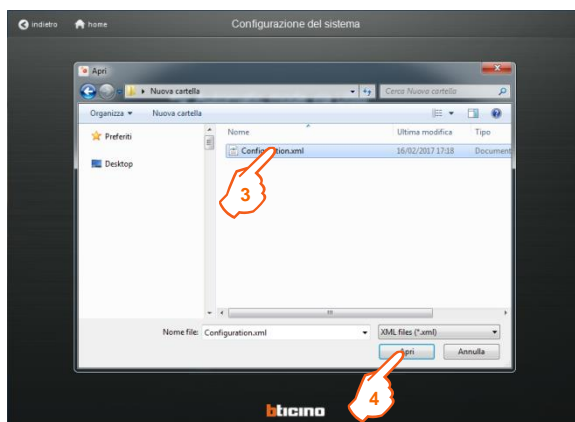 indietro home Configurazione del sistema
Apri
Nuova cartella Cerca Nuova cartella
Organizza Nuova cartella
Nome Ultima modifica Tipo
Preferiti
Configuration.xml 16/02/2017 17:18 Document
Desktop
3
Nome file: Configuration.xml XML files (*.xml)
Apri Annulla
4
bticino